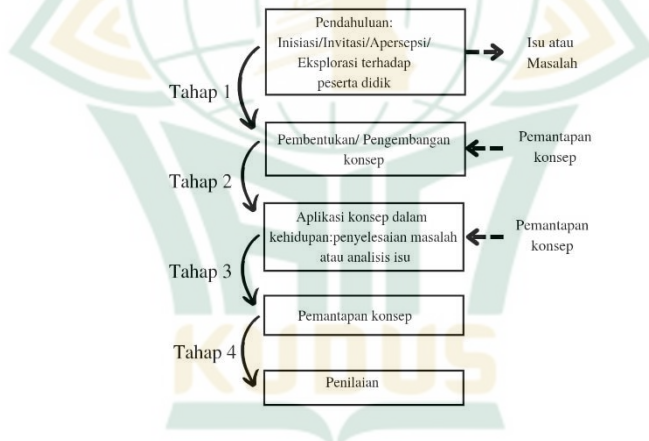 Pendahuluan:
Inisiasi/Invitasi/Apersepsi/
Eksplorasi terhadap
peserta didik
Isu atau
Masalah
Tahap 1
Pembentukan/ Pengembangan
konsep
Pemantapan
konsep
Tahap 2
Aplikasi konsep dalam
kehidupan:penyelesaian masalah
atau analisis isu
Pemantapan
konsep
Tahap 3
Pemantapan konsep
Tahap 4
KUDUS
Penilaian